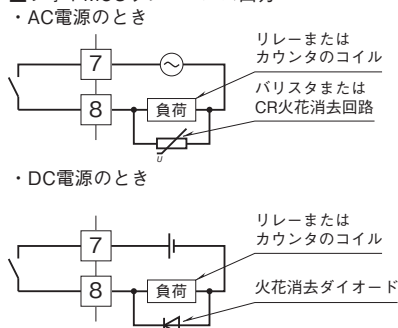 ・AC電源のとき
リレーまたは
カウンタのコイル
7
8
負荷
バリスタまたは
CR火花消去回路
U
・DC電源のとき
リレーまたは
カウンタのコイル
7
8
負荷
火花消去ダイオード